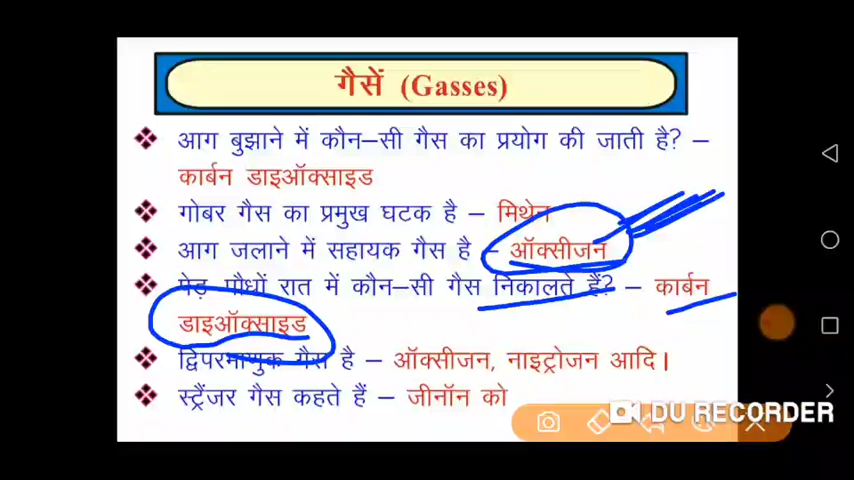 गैसें (Gasses)
आग बुझाने में कौन–सी गैस का प्रयोग की जाती है? –
कार्बन डाइऑक्साइड
गोबर गैस का प्रमुख घटक है – मिथेन
आग जलाने में सहायक गैस है – ऑक्सीजन
पेड़ पौधों रात में कौन–सी गैस निकालते हैं? – कार्बन
डाइऑक्साइड
द्विपरमाणुक गैस है – ऑक्सीजन, नाइट्रोजन आदि।
स्ट्रैंजर गैस कहते हैं – जीनॉन को
DU RECORDER